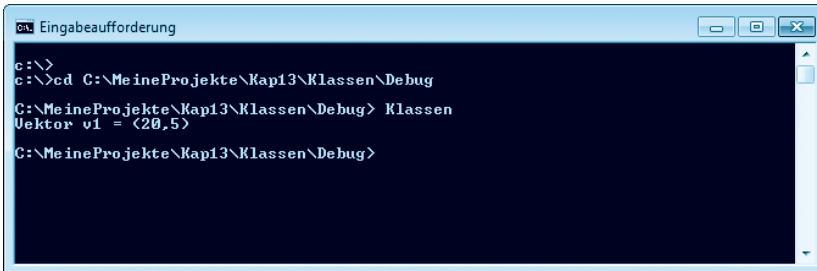 Eingabeaufforderung
c:\>
c:\>cd C:\MeineProjekte\Kap13\Klassen\Debug
C:\MeineProjekte\Kap13\Klassen\Debug> Klassen
Vektor v1 = (20,5)
C:\MeineProjekte\Kap13\Klassen\Debug>